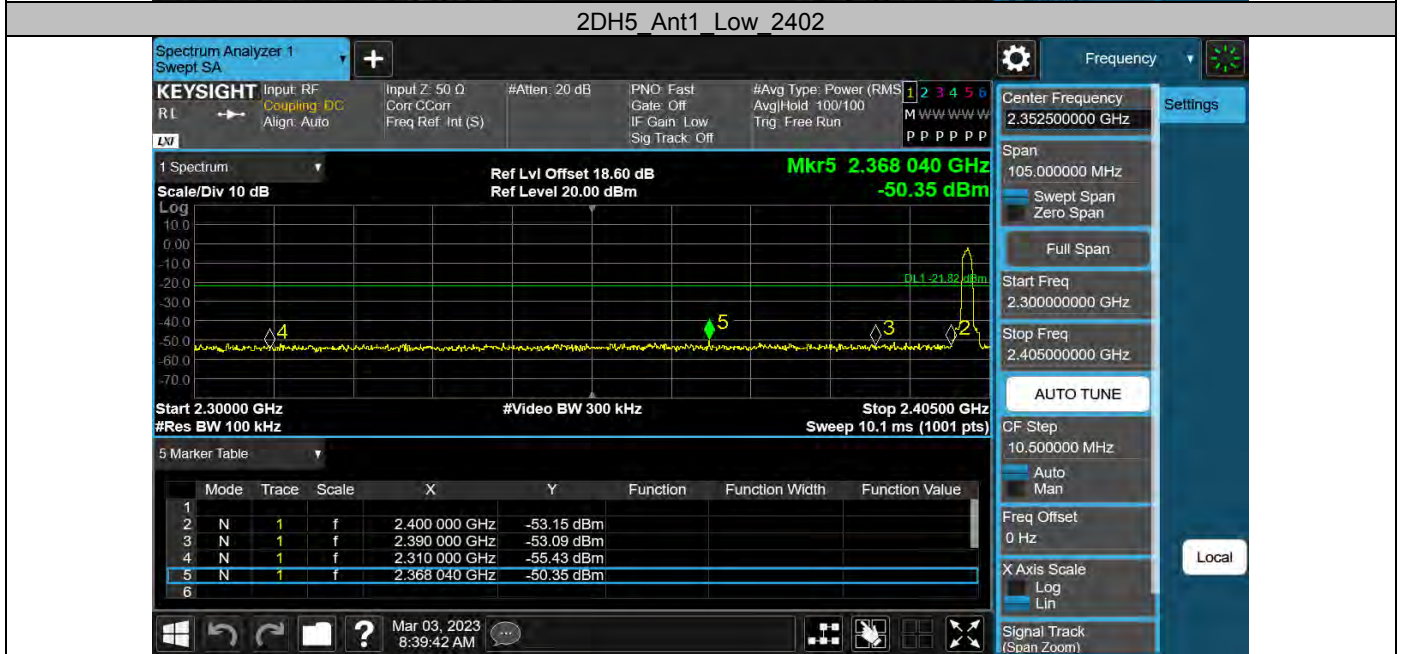 2DH5_Ant1_Low_2402
Spectrum Analyzer 1
Swept SA
+
Frequency
KEYSIGHT
RL
LXI
Input: RF
Coupling: DC
Align: Auto
Input Z: 50 Ω
Corr CCorr
Freq Ref: Int (S)
#Atten: 20 dB
PNO: Fast
Gate: Off
IF Gain: Low
Sig Track: Off
#Avg Type: Power (RMS
Avg|Hold: 100/100
Trig: Free Run
1 2 3 4 5 6
M W W W W W
P P P P P P
Center Frequency
2.352500000 GHz
Settings
Span
105.000000 MHz
Swept Span
Zero Span
Full Span
Start Freq
2.300000000 GHz
Stop Freq
2.405000000 GHz
AUTO TUNE
CF Step
10.500000 MHz
Auto
Man
Freq Offset
0 Hz
X Axis Scale
Log
Lin
Signal Track
(Span Zoom)
Local
1 Spectrum
Scale/Div 10 dB
Ref Lvl Offset 18.60 dB
Ref Level 20.00 dBm
Mkr5 2.368 040 GHz
-50.35 dBm
Log
10.0
0.00
-10.0
-20.0
-30.0
-40.0
-50.0
-60.0
-70.0
DL1 -21.82 dBm
4
5
3
2
Start 2.30000 GHz
#Res BW 100 kHz
#Video BW 300 kHz
Stop 2.40500 GHz
Sweep 10.1 ms (1001 pts)
5 Marker Table
Mode Trace Scale X Y Function Function Width Function Value
1
2 N 1 f 2.400 000 GHz -53.15 dBm
3 N 1 f 2.390 000 GHz -53.09 dBm
4 N 1 f 2.310 000 GHz -55.43 dBm
5 N 1 f 2.368 040 GHz -50.35 dBm
6
?
Mar 03, 2023
8:39:42 AM